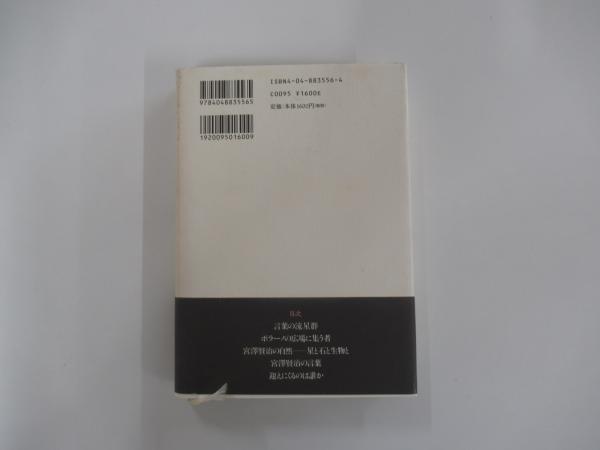 9784048835565
1920095016009
ISBN4-04-883556-4
C0095 ¥1600E
定価:本体1600円(税別)
目次
言葉の流星群
ポラーノの広場に集う者
宮澤賢治の自然──星と石と生物と
宮澤賢治の言葉
迎えにくるのは誰か